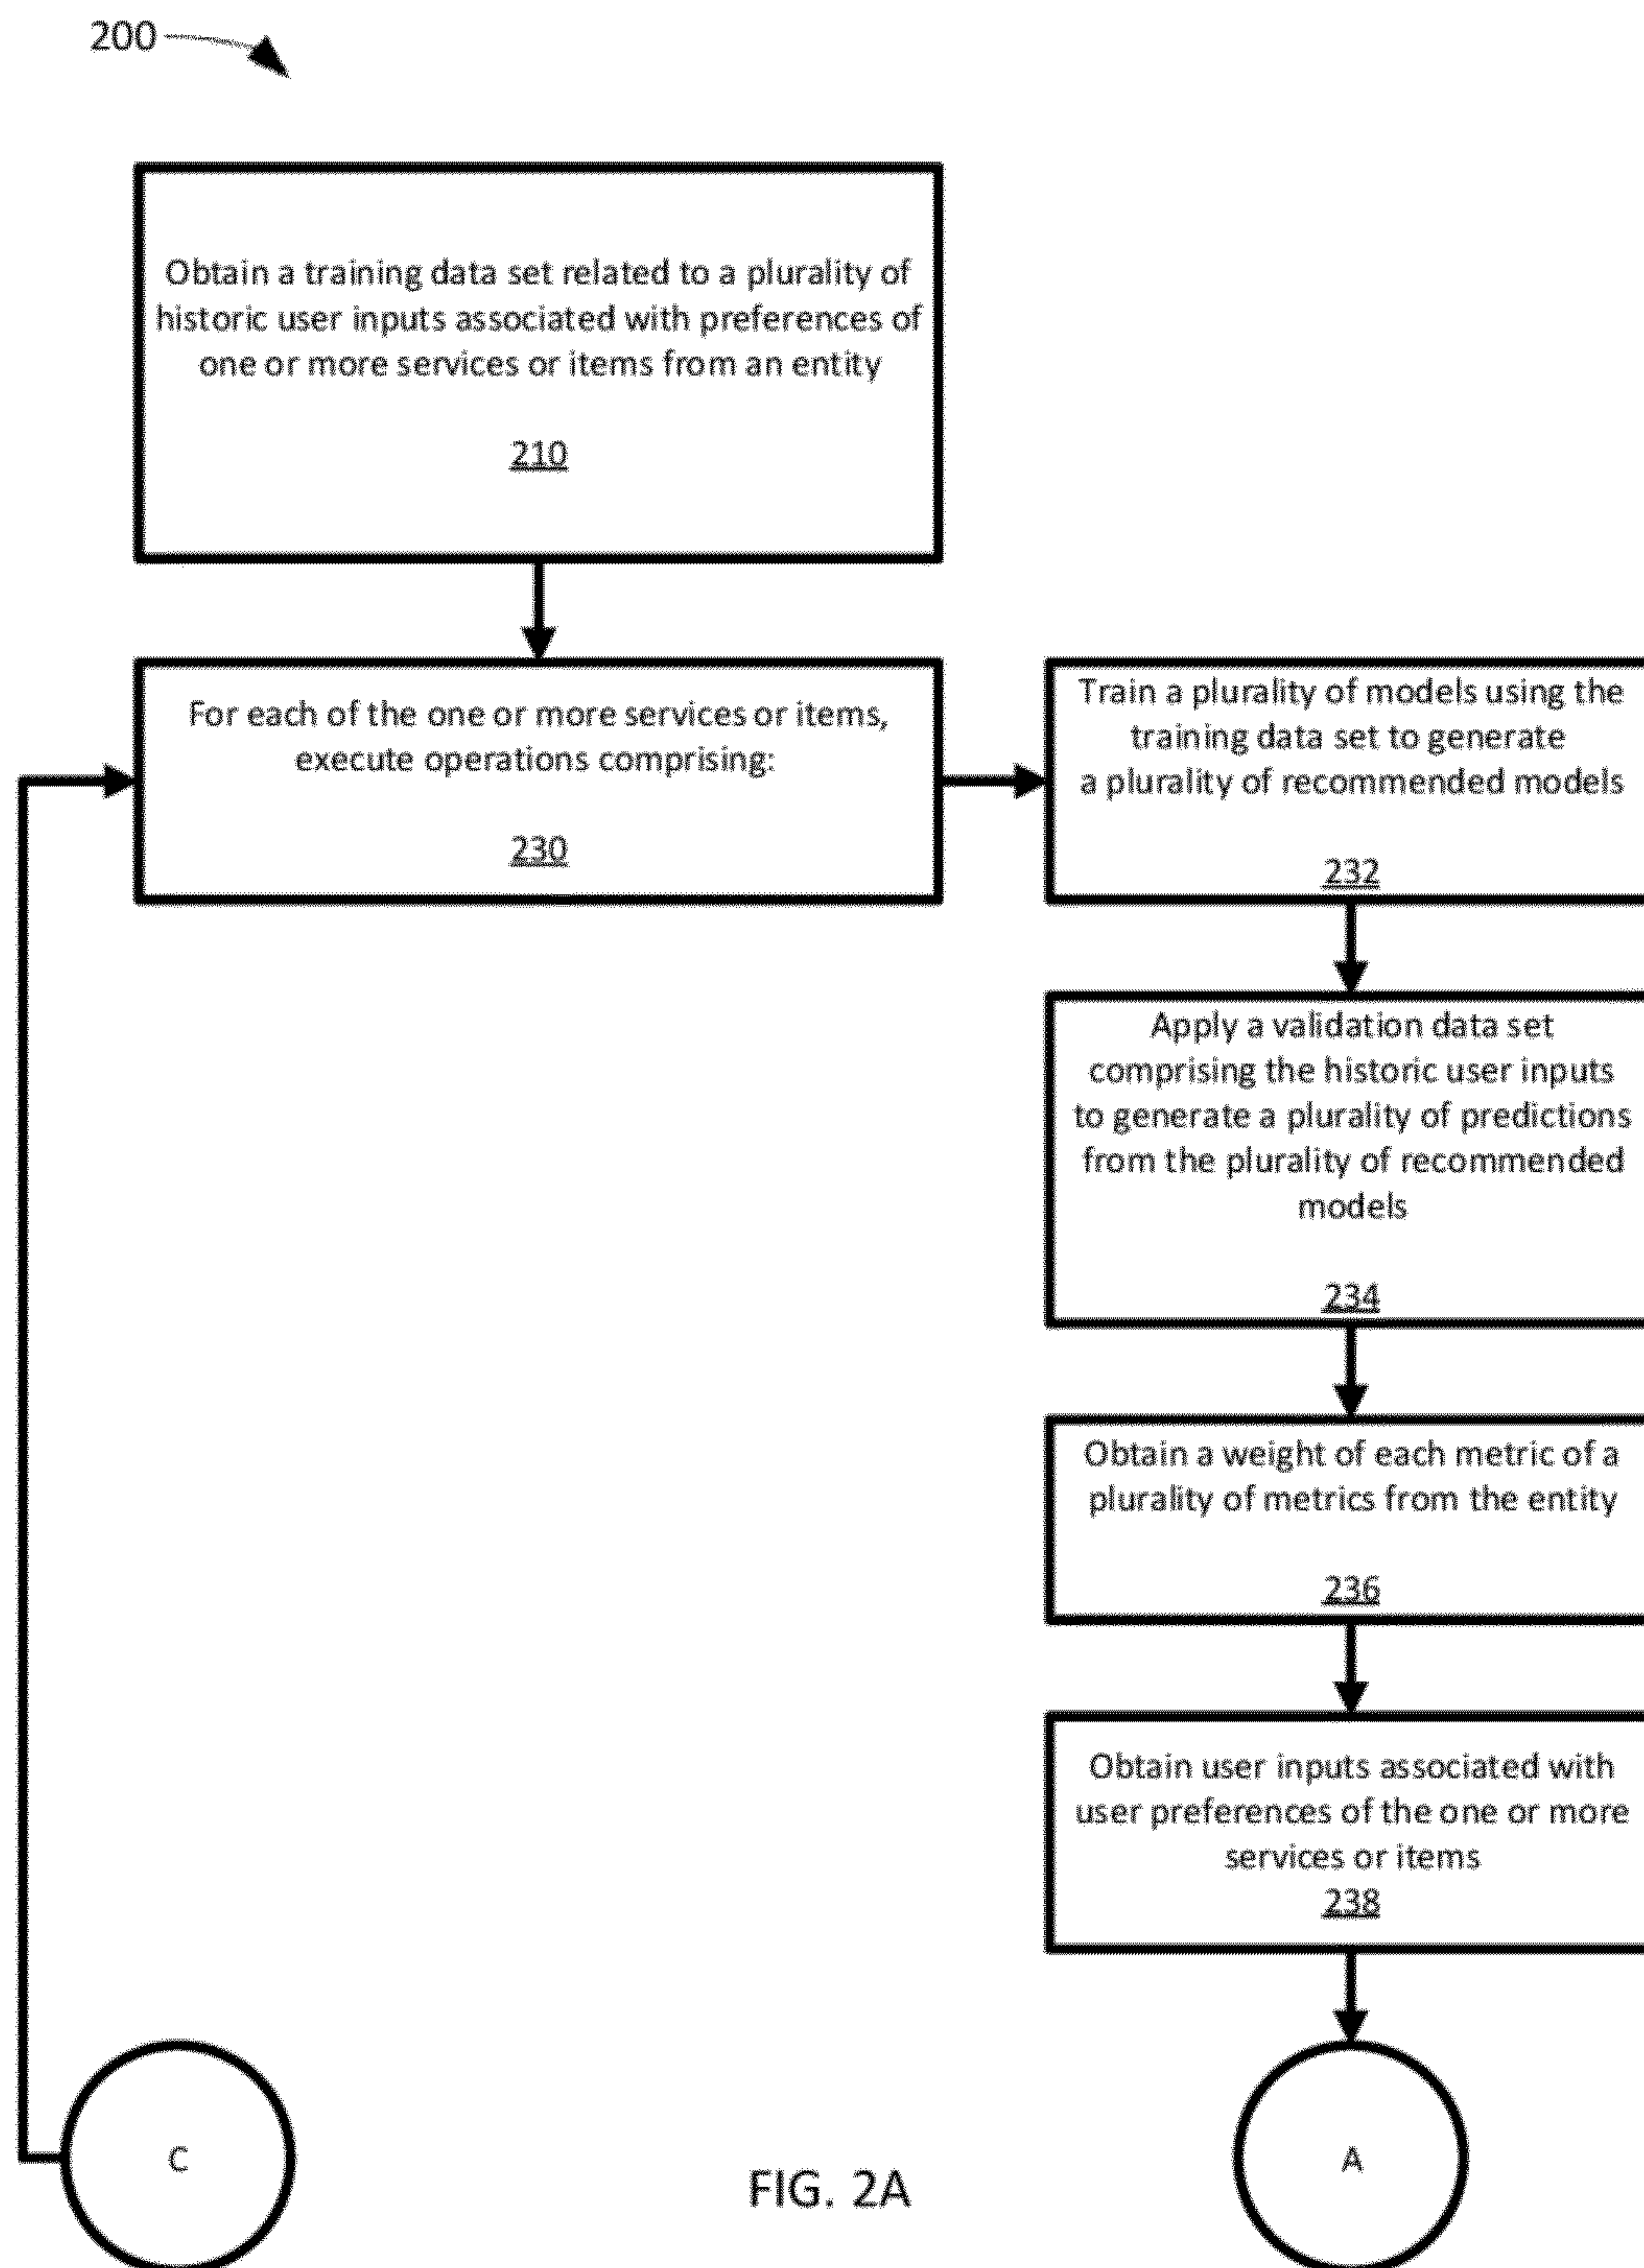 200
Obtain a training data set related to a plurality of
historic user inputs associated with preferences of
one or more services or items from an entity
210
For each of the one or more services or items,
execute operations comprising:
230
Train a plurality of models using the
training data set to generate
a plurality of recommended models
232
Apply a validation data set
comprising the historic user inputs
to generate a plurality of predictions
from the plurality of recommended
models
234
Obtain a weight of each metric of a
plurality of metrics from the entity
236
Obtain user inputs associated with
user preferences of the one or more
services or items
238
C
A
FIG. 2A